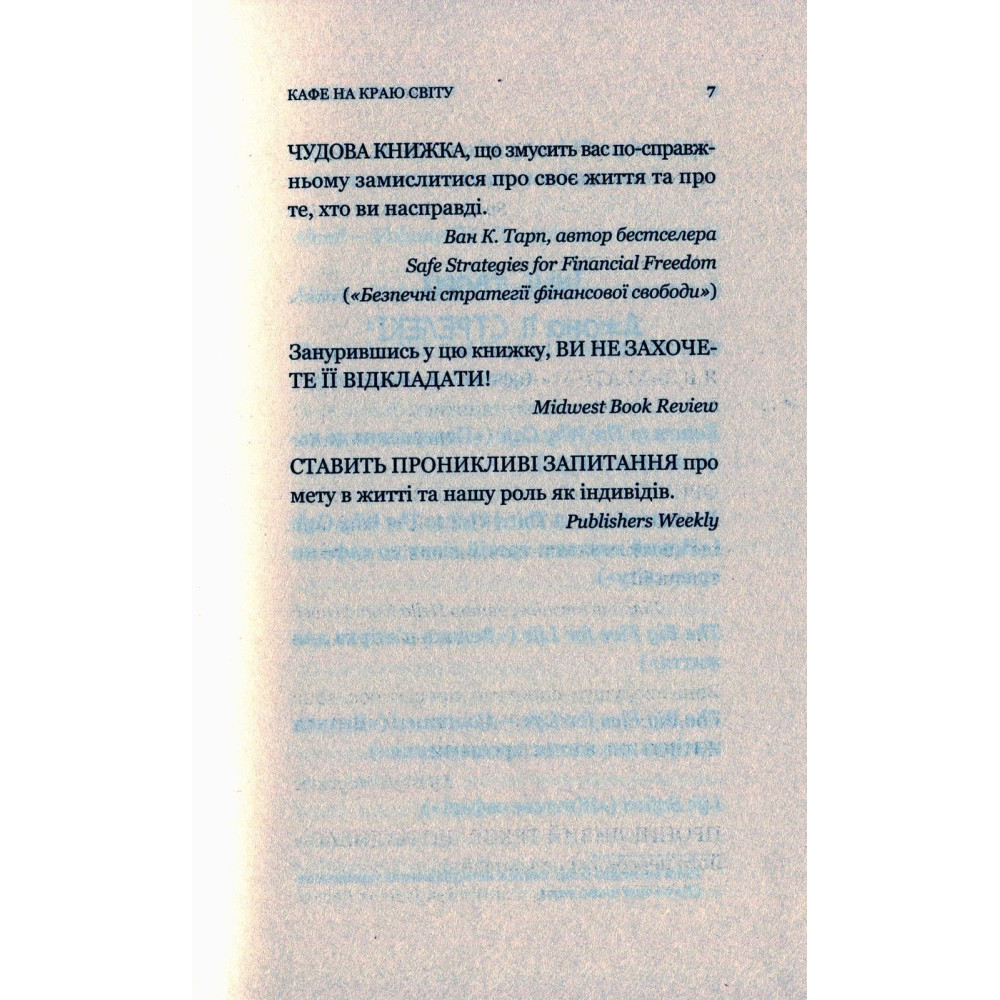 КАФЕ НА КРАЮ СВІТУ 7
ЧУДОВА КНИЖКА, що змусить вас по-справж-
ньому замислитися про своє життя та про
те, хто ви насправді.
Ван К. Тарп, автор бестселера
Safe Strategies for Financial Freedom
(«Безпечні стратегії фінансової свободи»)
Занурившись у цю книжку, ВИ НЕ ЗАХОЧЕ-
ТЕ ЇЇ ВІДКЛАДАТИ!
Midwest Book Review
СТАВИТЬ ПРОНИКЛИВІ ЗАПИТАННЯ про
мету в житті та нашу роль як індивідів.
Publishers Weekly